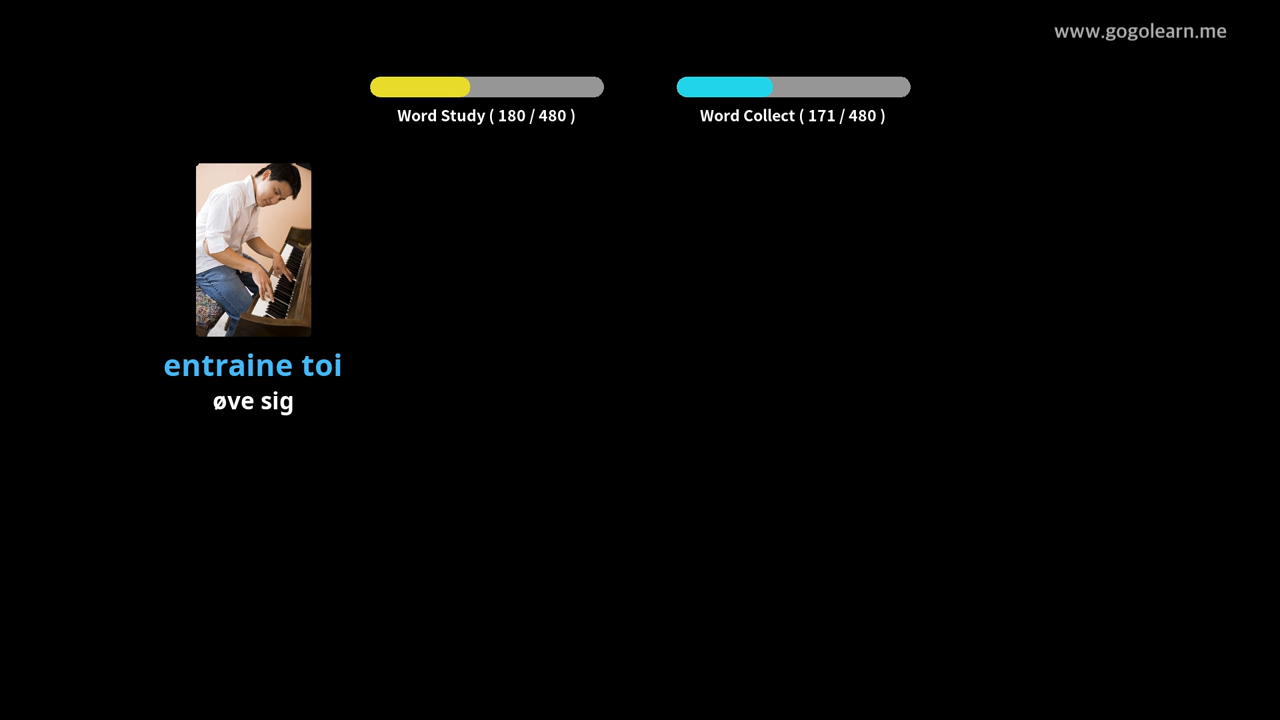 www.gogolearn.me
Word Study ( 180 / 480 )
Word Collect ( 171 / 480 )
entraine toi
øve sig